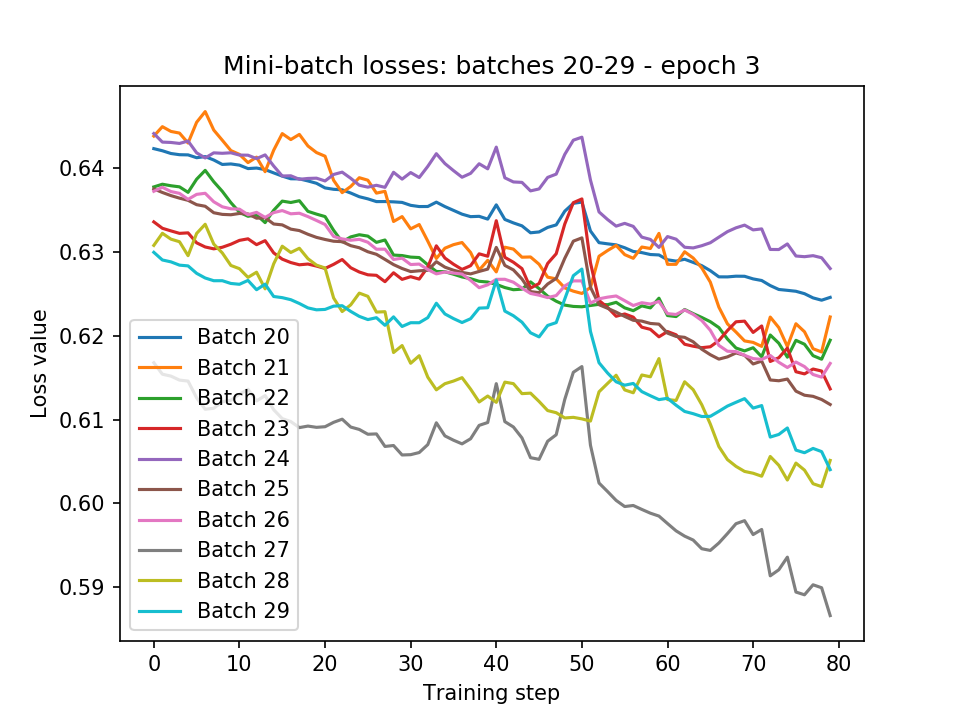 Mini-batch losses: batches 20-29 - epoch 3
Loss value
0.64
0.63
0.62
0.61
0.60
0.59
Batch 20
Batch 21
Batch 22
Batch 23
Batch 24
Batch 25
Batch 26
Batch 27
Batch 28
Batch 29
0 10 20 30 40 50 60 70 80
Training step